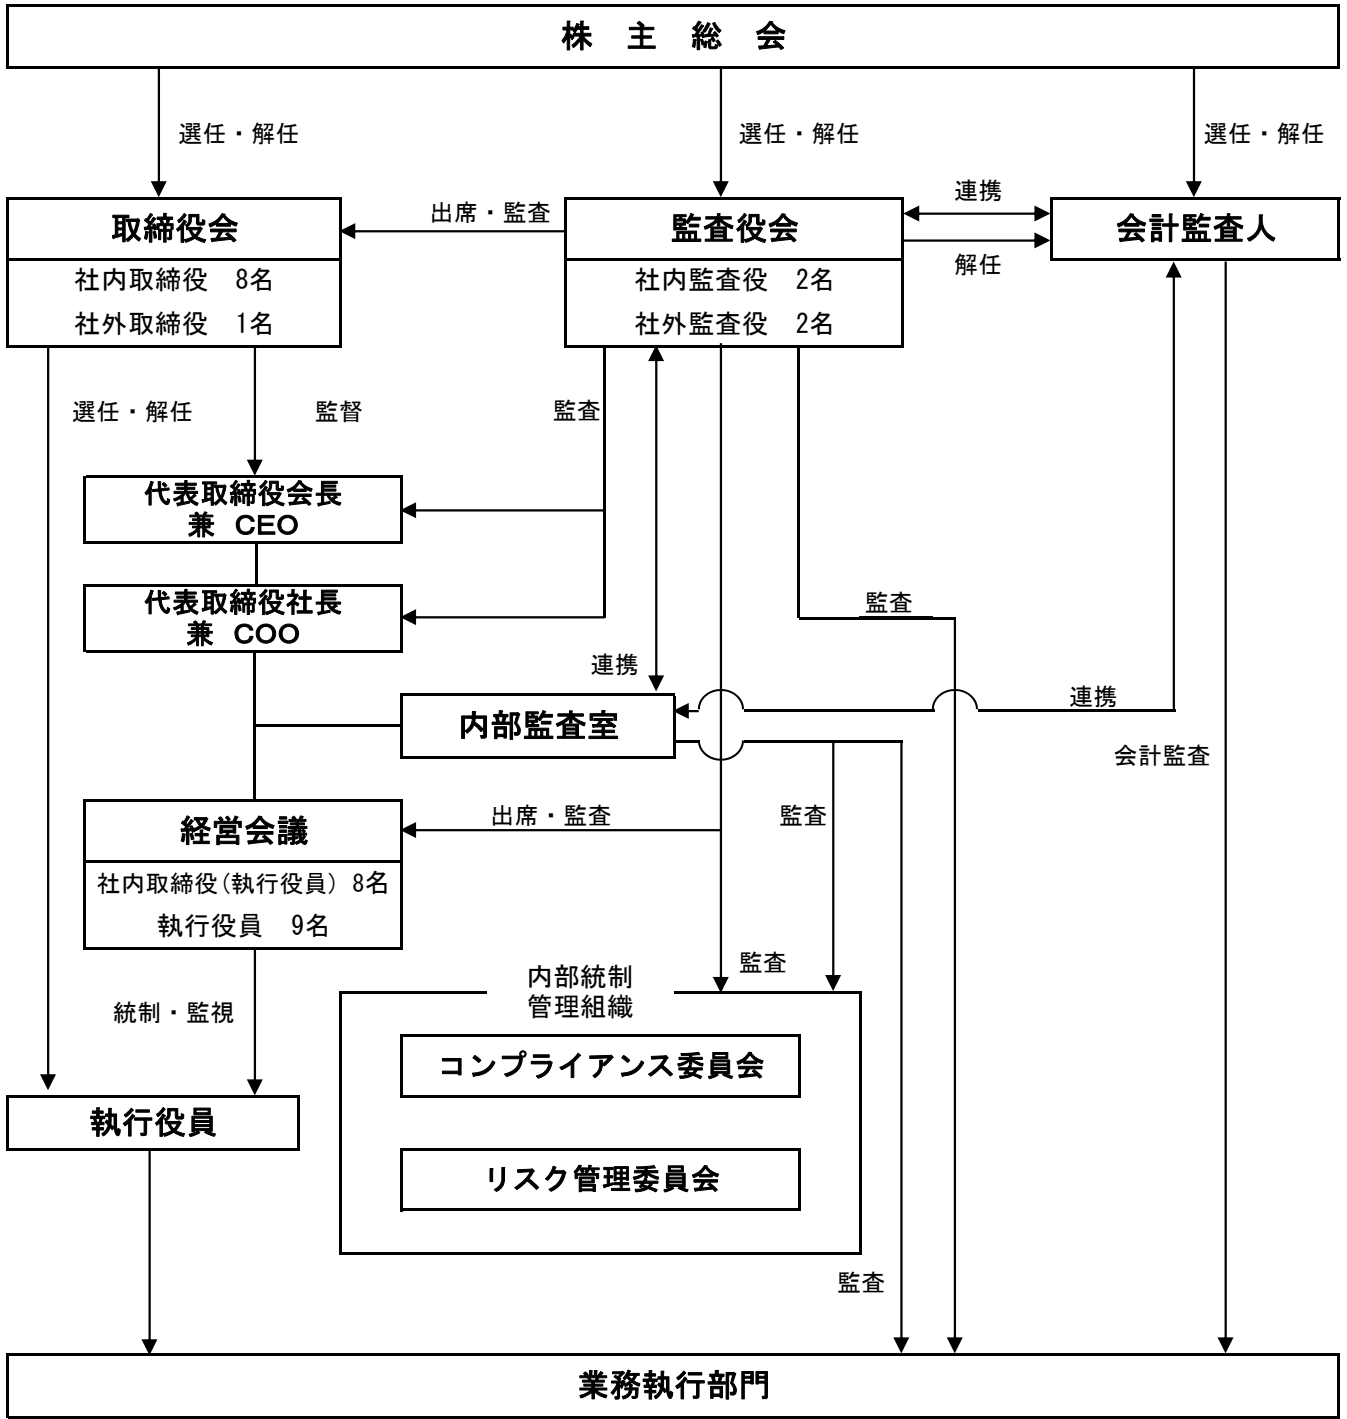 株　主　総　会
選任・解任
選任・解任
選任・解任
取締役会
社内取締役　8名
社外取締役　1名
出席・監査
監査役会
社内監査役　2名
社外監査役　2名
連携
解任
会計監査人
選任・解任
監督
監査
代表取締役会長
兼　CEO
代表取締役社長
兼　COO
監査
連携
内部監査室
連携
会計監査
経営会議
社内取締役(執行役員) 8名
執行役員　9名
出席・監査
監査
監査
統制・監視
内部統制
管理組織
コンプライアンス委員会
執行役員
リスク管理委員会
監査
業務執行部門